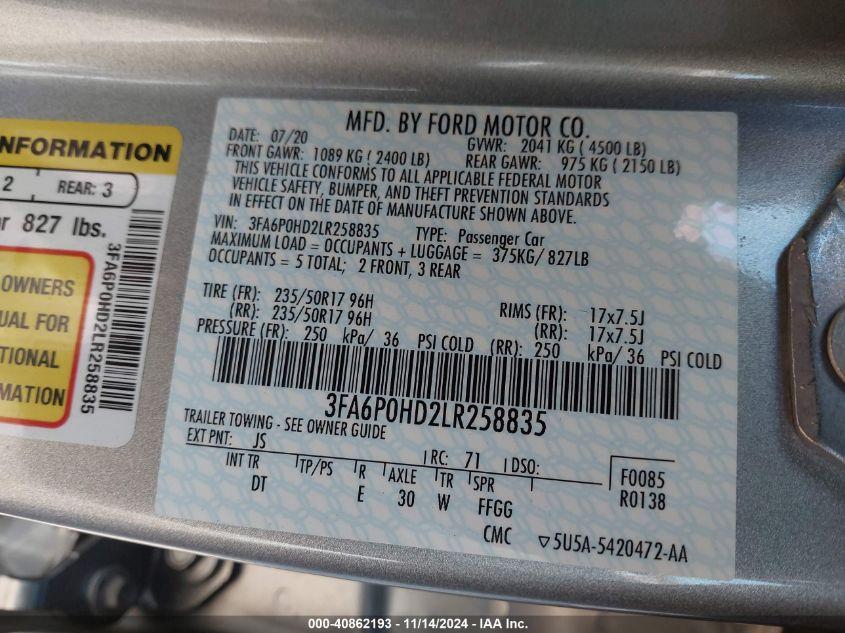 INFORMATION
2 REAR: 3
827 lbs.
OWNERS
UAL FOR
TIONAL
MATION
3FA6P0HD2LR258835
MFD. BY FORD MOTOR CO.
DATE: 07/20 GVWR: 2041 KG ( 4500 LB)
FRONT GAWR: 1089 KG ( 2400 LB) REAR GAWR: 975 KG ( 2150 LB)
THIS VEHICLE CONFORMS TO ALL APPLICABLE FEDERAL MOTOR
VEHICLE SAFETY, BUMPER, AND THEFT PREVENTION STANDARDS
IN EFFECT ON THE DATE OF MANUFACTURE SHOWN ABOVE.
VIN: 3FA6P0HD2LR258835 TYPE: Passenger Car
MAXIMUM LOAD = OCCUPANTS + LUGGAGE = 375KG/ 827LB
OCCUPANTS = 5 TOTAL; 2 FRONT, 3 REAR
TIRE (FR): 235/50R17 96H RIMS (FR): 17x7.5J
(RR): 235/50R17 96H (RR): 17x7.5J
PRESSURE (FR): 250 kPa/ 36 PSI COLD (RR): 250 kPa/ 36 PSI COLD
3FA6P0HD2LR258835
TRAILER TOWING - SEE OWNER GUIDE
EXT PNT: JS RC: 71 DSO: F0085
INT TR TP/PS R AXLE TR SPR R0138
DT E 30 W FFGG
CMC ▽5U5A-5420472-AA
000-40862193 - 11/14/2024 - IAA Inc.